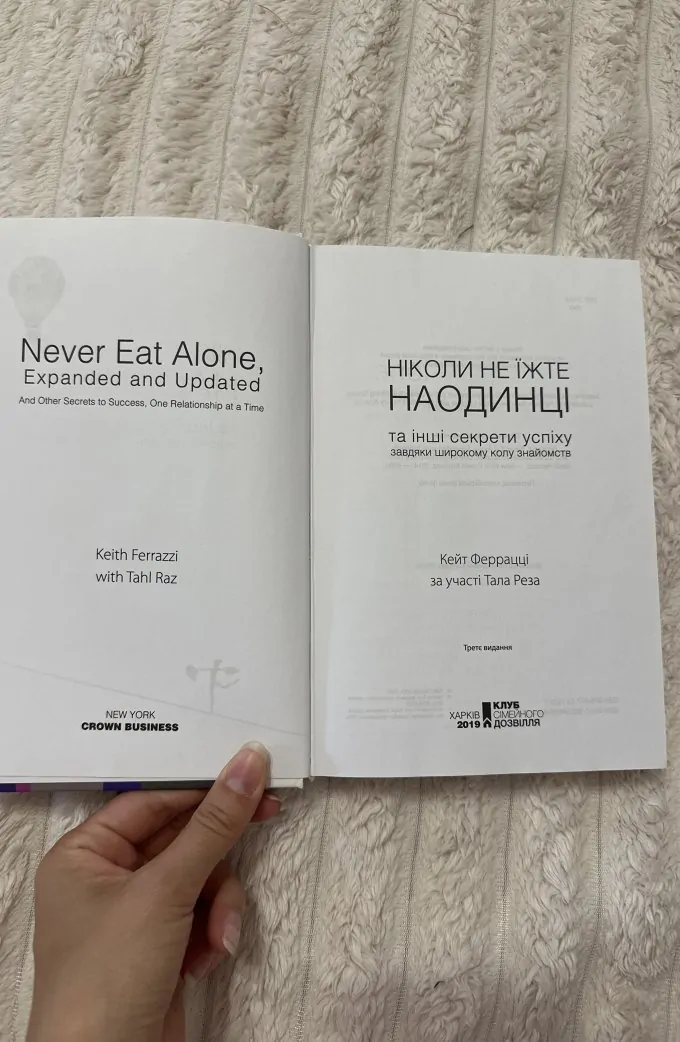 Never Eat Alone,
Expanded and Updated
And Other Secrets to Success, One Relationship at a Time
Keith Ferrazzi
with Tahl Raz
NEW YORK
CROWN BUSINESS
НІКОЛИ НЕ ЇЖТЕ
НАОДИНЦІ
та інші секрети успіху
завдяки широкому колу знайомств
Кейт Феррацці
за участі Тала Реза
Третє видання
ХАРКІВ
2019
КЛУБ
СІМЕЙНОГО
ДОЗВІЛЛЯ